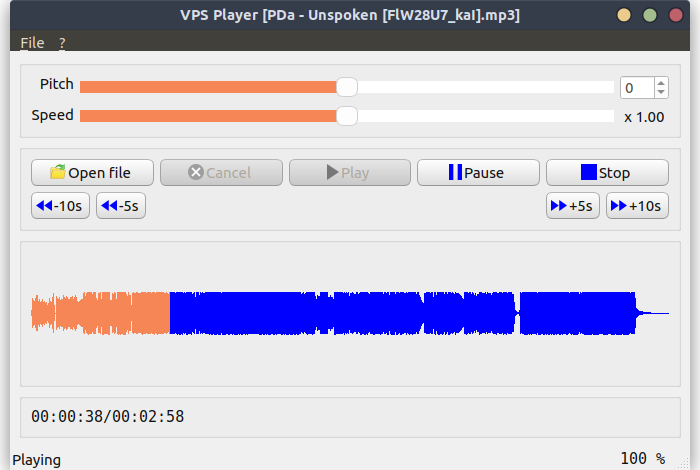 VPS Player [PDa - Unspoken [FlW28U7_kaI].mp3]
File ?
Pitch 0
Speed x 1.00
Open file Cancel Play Pause Stop
-10s -5s +5s +10s
00:00:38/00:02:58
Playing 100 %